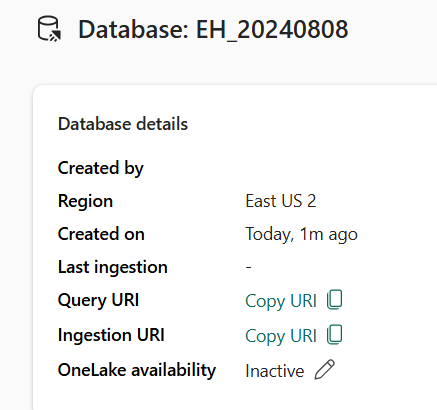 Database: EH_20240808
Database details
Created by
Region East US 2
Created on Today, 1m ago
Last ingestion -
Query URI Copy URI
Ingestion URI Copy URI
OneLake availability Inactive